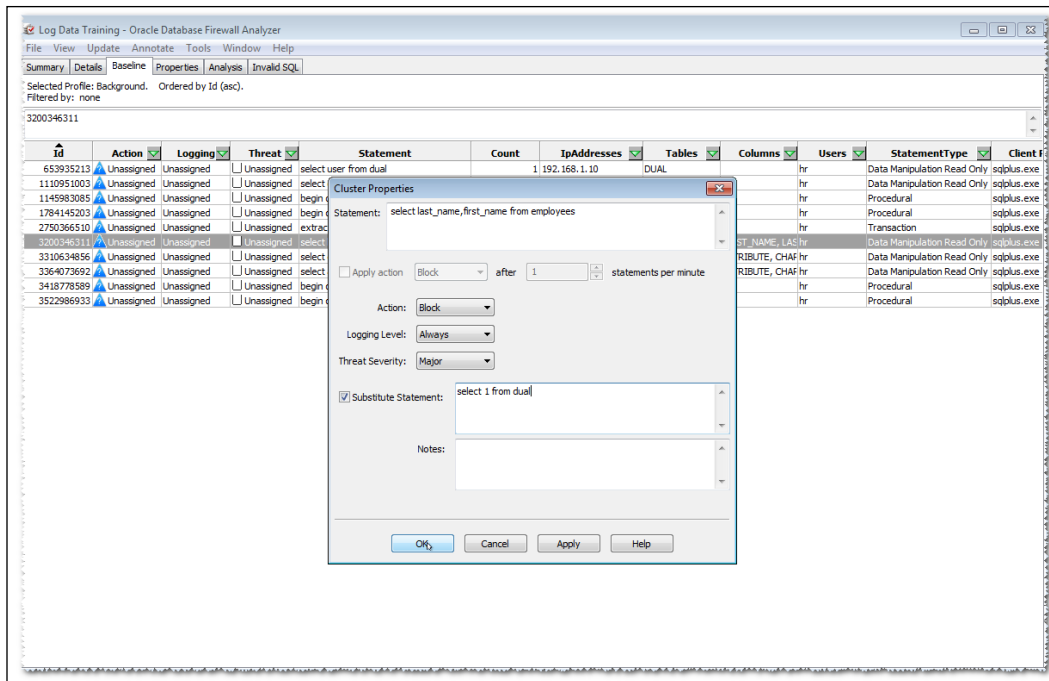 Log Data Training - Oracle Database Firewall Analyzer
File View Update Annotate Tools Window Help
Summary Details Baseline Properties Analysis Invalid SQL
Selected Profile: Background. Ordered by Id (asc).
Filtered by: none
3200346311
Id Action Logging Threat Statement Count IpAddresses Tables Columns Users StatementType Client
653935213 Unassigned Unassigned Unassigned select user from dual 1 192.168.1.10 DUAL hr Data Manipulation Read Only sqlplus.exe
1110951003 Unassigned Unassigned Unassigned select hr Data Manipulation Read Only sqlplus.exe
1145983085 Unassigned Unassigned Unassigned begin hr Procedural sqlplus.exe
1784145203 Unassigned Unassigned Unassigned begin hr Procedural sqlplus.exe
2750366510 Unassigned Unassigned Unassigned extrac hr Transaction sqlplus.exe
3200346311 Unassigned Unassigned Unassigned select ST_NAME, LAS hr Data Manipulation Read Only sqlplus.exe
3310634856 Unassigned Unassigned Unassigned select TRIBUTE, CHAR hr Data Manipulation Read Only sqlplus.exe
3364073692 Unassigned Unassigned Unassigned select TRIBUTE, CHAR hr Data Manipulation Read Only sqlplus.exe
3418778589 Unassigned Unassigned Unassigned begin hr Procedural sqlplus.exe
3522986933 Unassigned Unassigned Unassigned begin hr Procedural sqlplus.exe
Cluster Properties
Statement: select last_name,first_name from employees
Apply action Block after 1 statements per minute
Action: Block
Logging Level: Always
Threat Severity: Major
Substitute Statement: select 1 from dual
Notes:
OK Cancel Apply Help